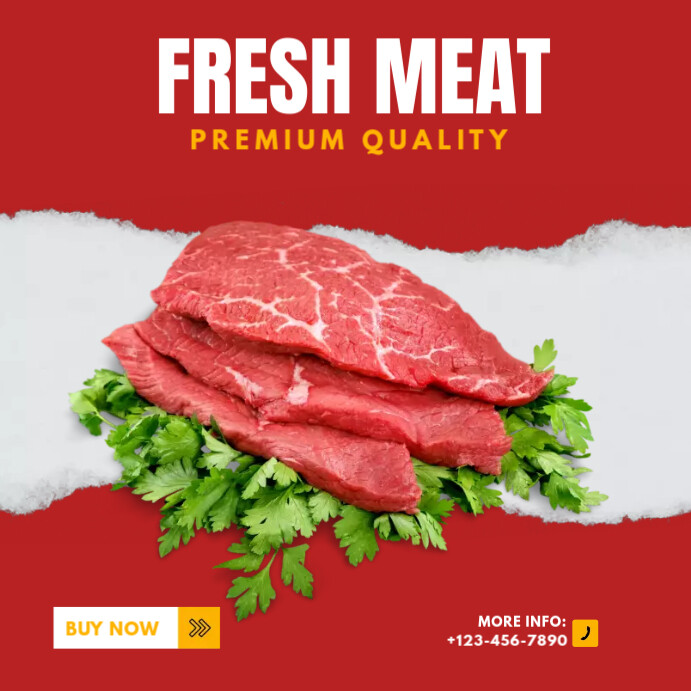 FRESH MEAT
PREMIUM QUALITY
BUY NOW
MORE INFO:
+123-456-7890